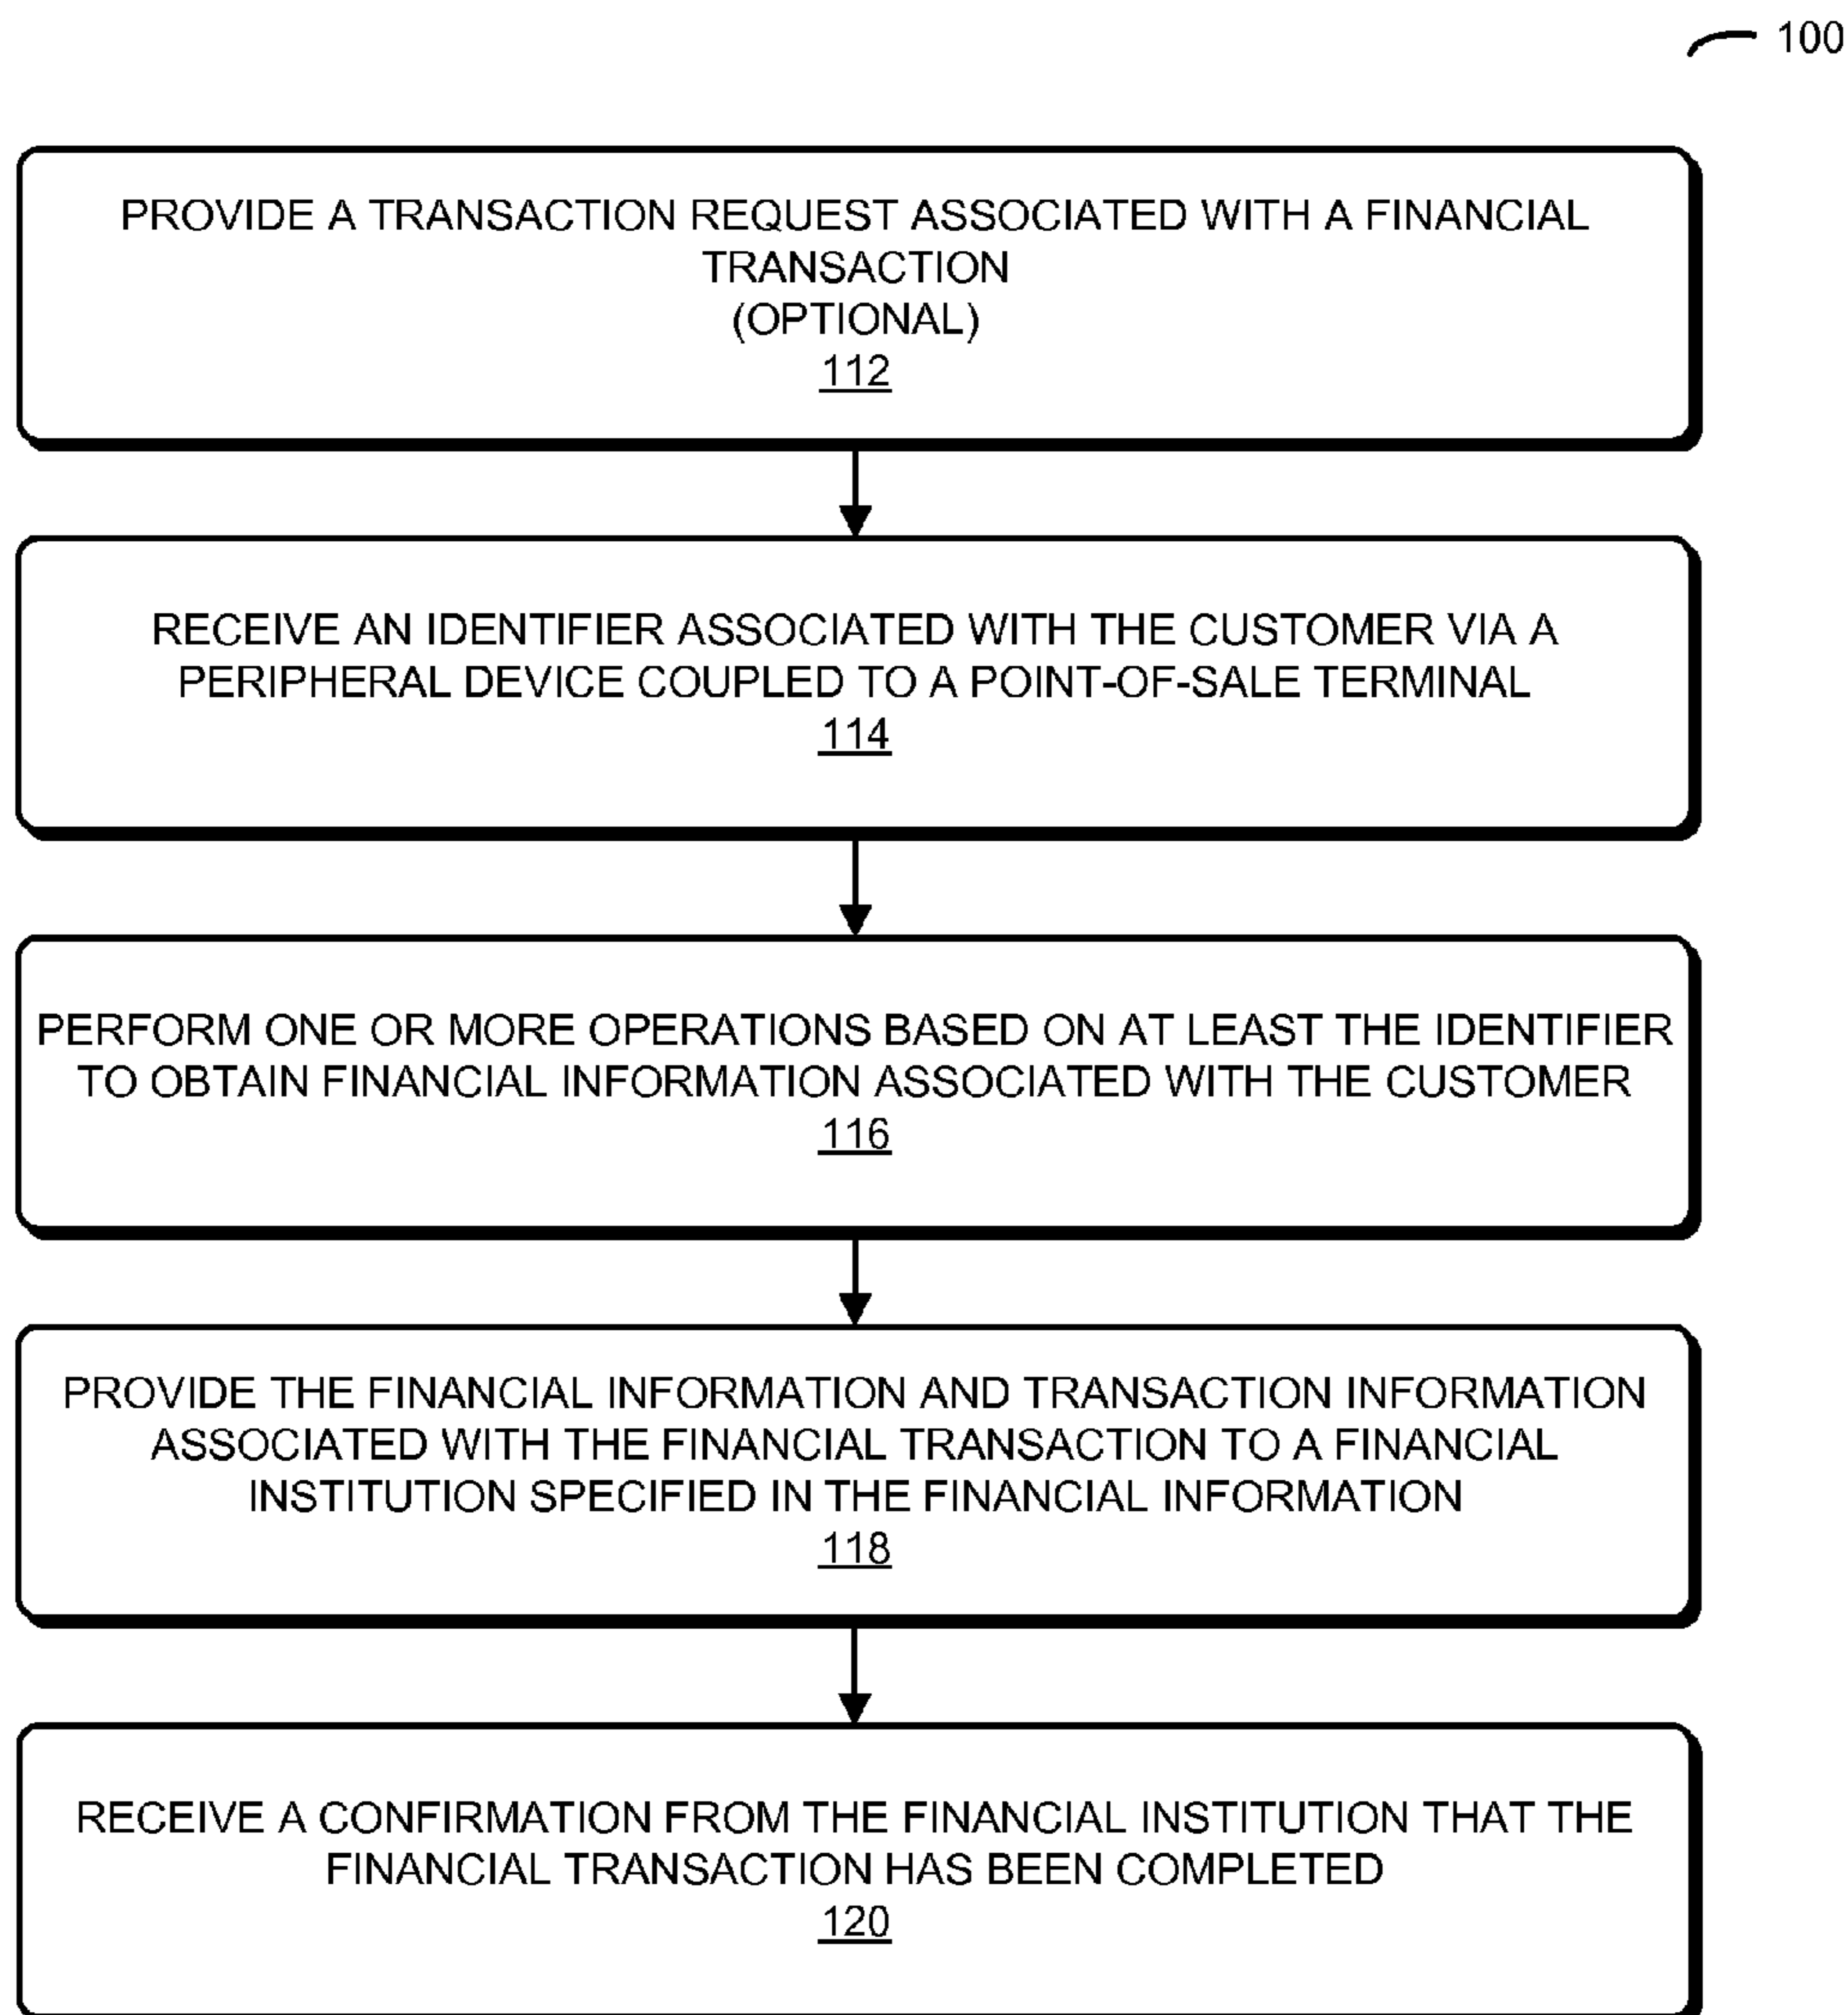 100
PROVIDE A TRANSACTION REQUEST ASSOCIATED WITH A FINANCIAL
TRANSACTION
(OPTIONAL)
112
RECEIVE AN IDENTIFIER ASSOCIATED WITH THE CUSTOMER VIA A
PERIPHERAL DEVICE COUPLED TO A POINT-OF-SALE TERMINAL
114
PERFORM ONE OR MORE OPERATIONS BASED ON AT LEAST THE IDENTIFIER
TO OBTAIN FINANCIAL INFORMATION ASSOCIATED WITH THE CUSTOMER
116
PROVIDE THE FINANCIAL INFORMATION AND TRANSACTION INFORMATION
ASSOCIATED WITH THE FINANCIAL TRANSACTION TO A FINANCIAL
INSTITUTION SPECIFIED IN THE FINANCIAL INFORMATION
118
RECEIVE A CONFIRMATION FROM THE FINANCIAL INSTITUTION THAT THE
FINANCIAL TRANSACTION HAS BEEN COMPLETED
120